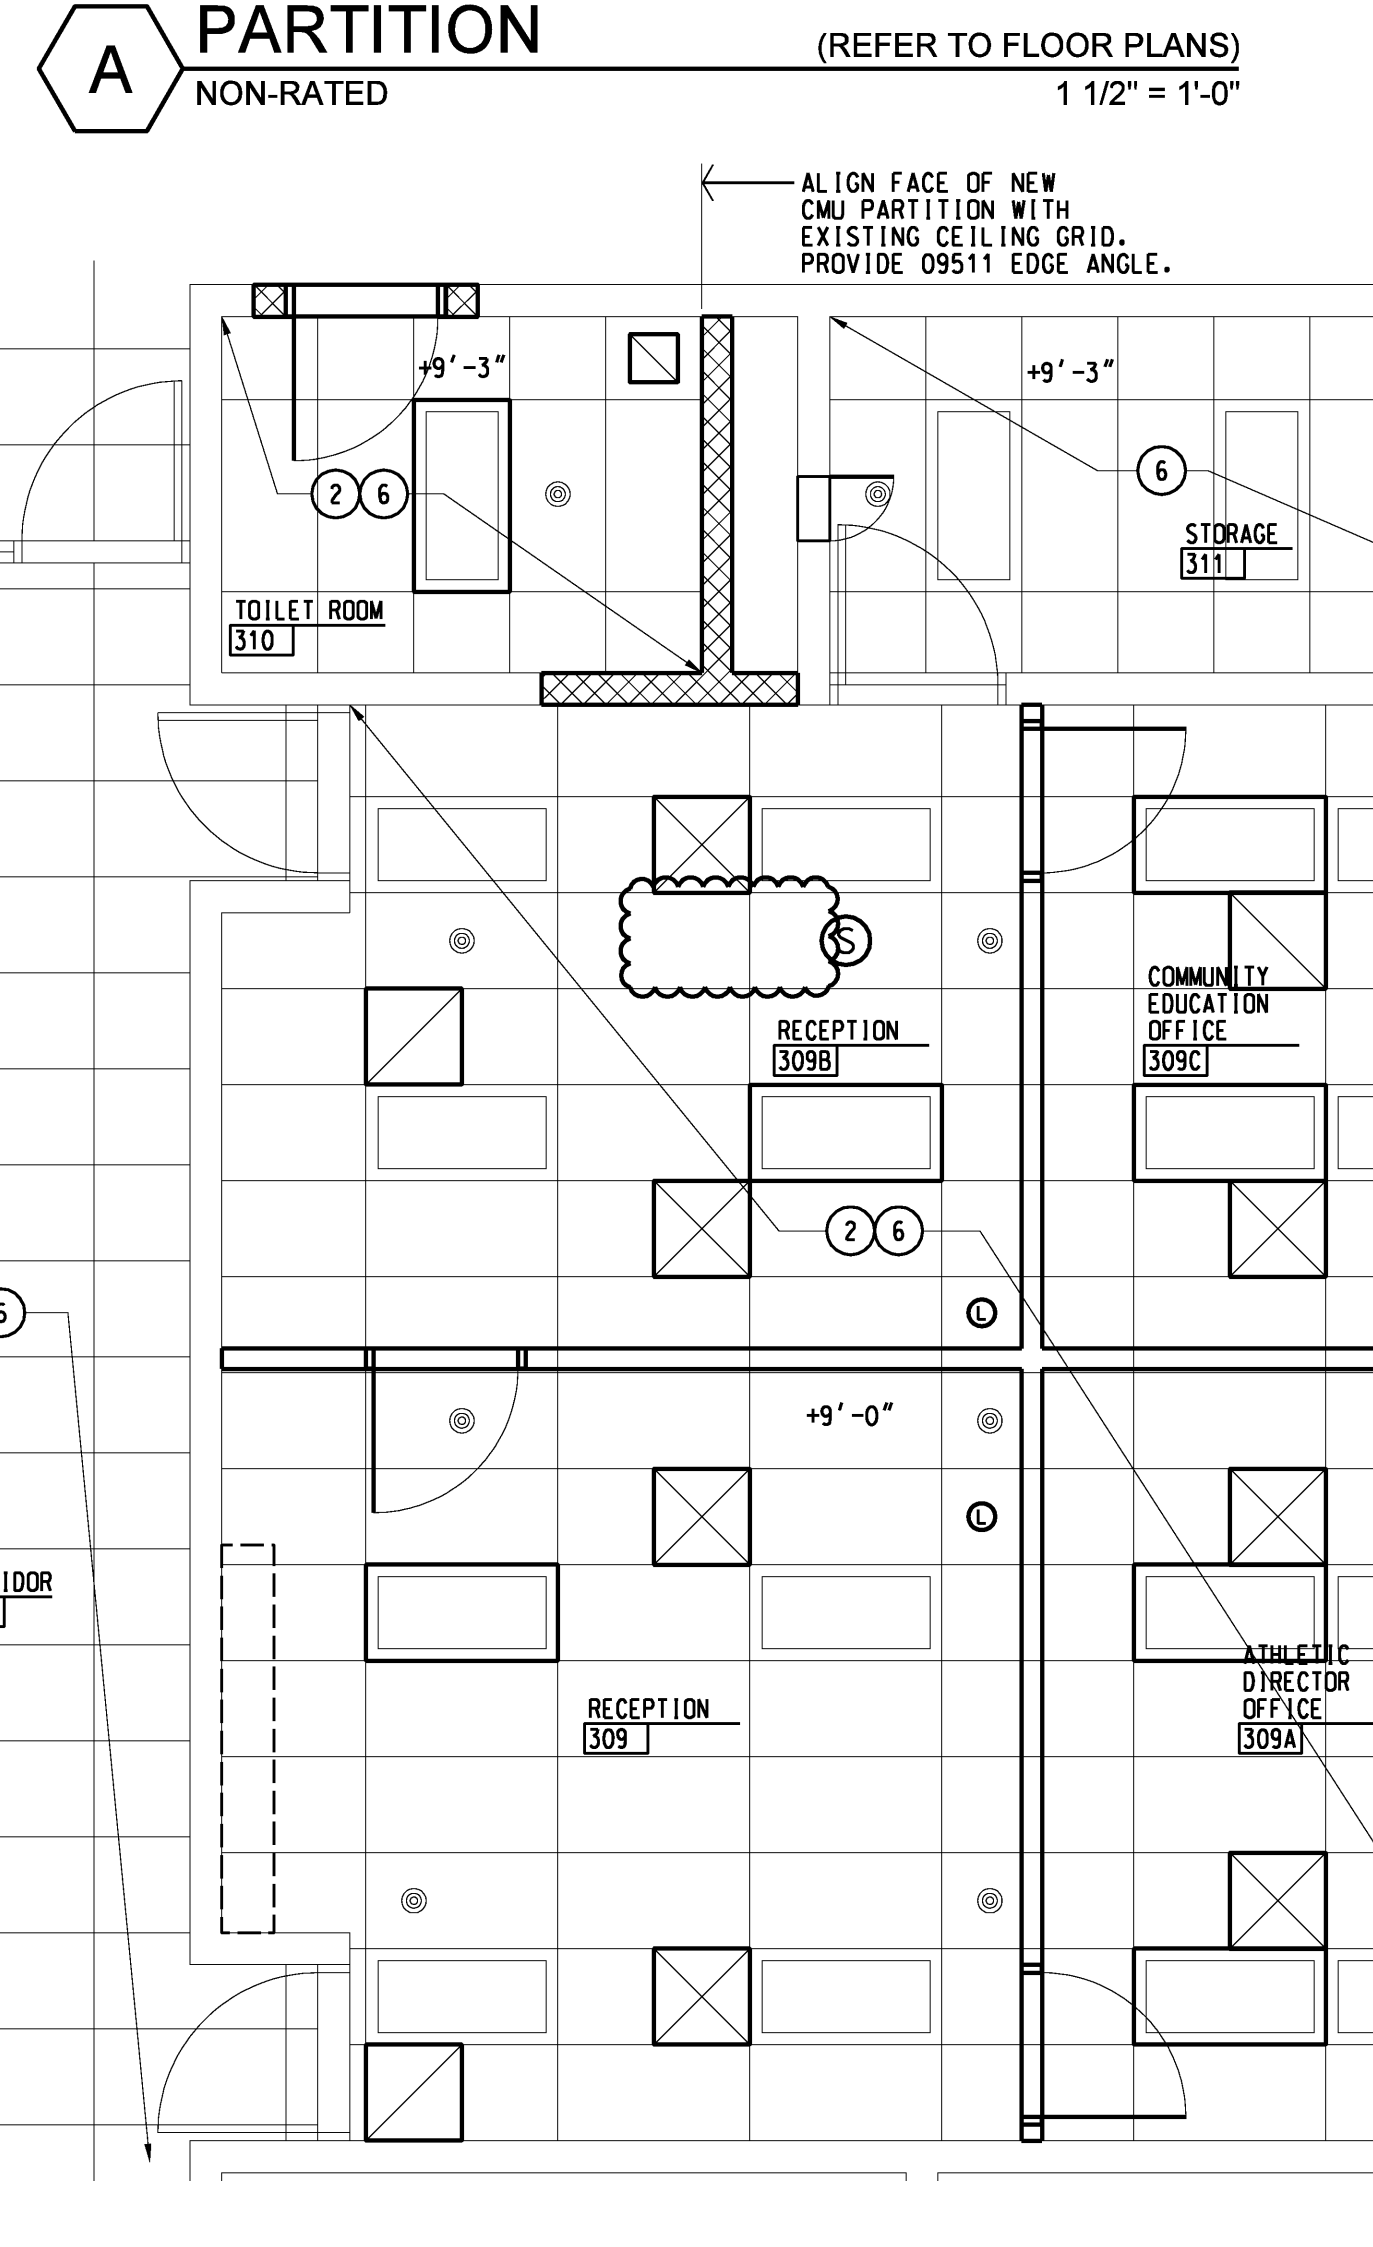 A
PARTITION
(REFER TO FLOOR PLANS)
NON-RATED
1 1/2" = 1'-0"
ALIGN FACE OF NEW
CMU PARTITION WITH
EXISTING CEILING GRID.
PROVIDE 09511 EDGE ANGLE.
+9'-3"
+9'-3"
2 6
6
STORAGE
311
TOILET ROOM
310
S
COMMUNITY
EDUCATION
OFFICE
309C
RECEPTION
309B
2 6
6
L
+9'-0"
L
IDOR
ATHLETIC
DIRECTOR
OFFICE
309A
RECEPTION
309